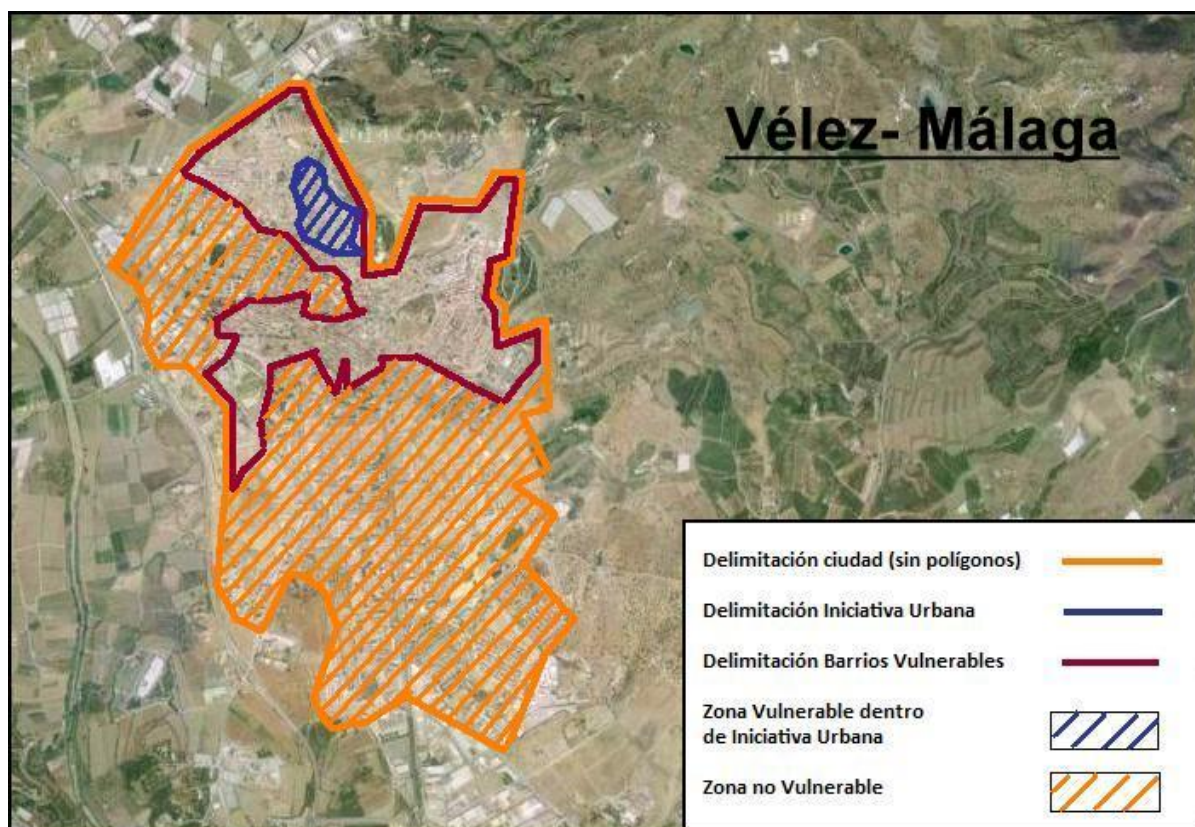 Vélez- Málaga
Delimitación ciudad (sin polígonos)
Delimitación Iniciativa Urbana
Delimitación Barrios Vulnerables
Zona Vulnerable dentro
de Iniciativa Urbana
Zona no Vulnerable